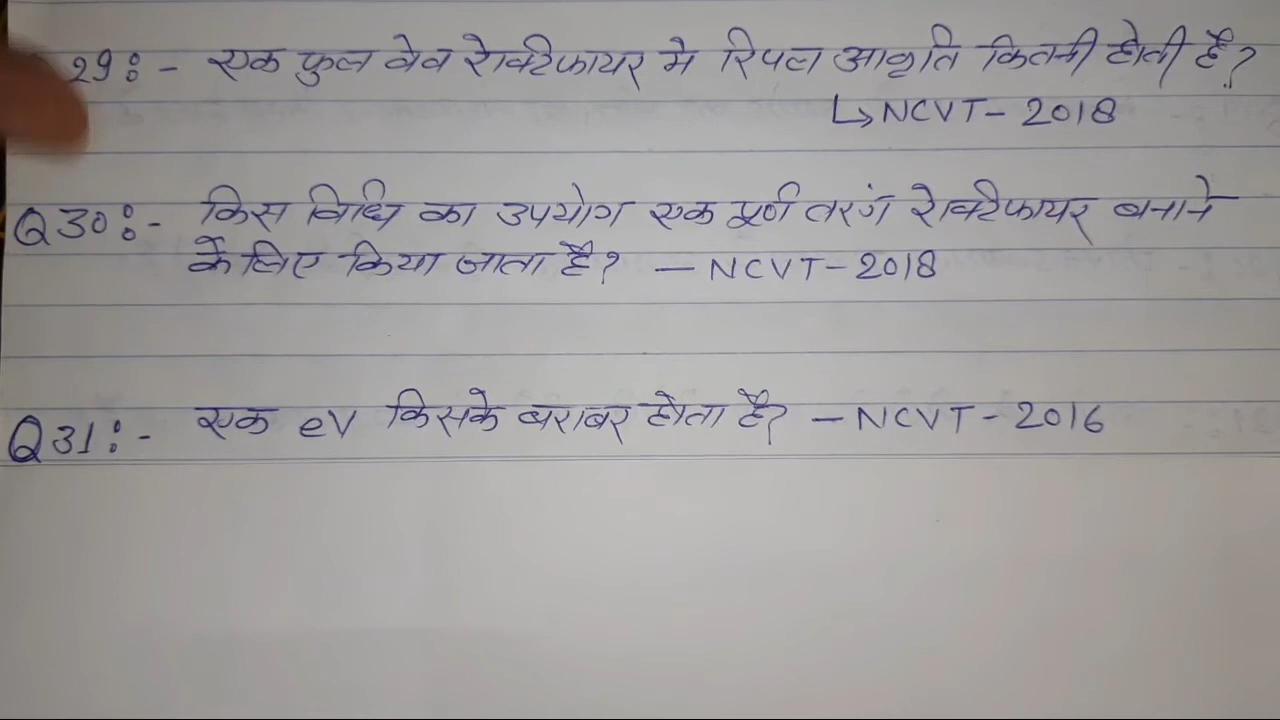 29:- एक फुल वेव रेक्टिफायर मे रिपल आवृति कितनी होती है?
↳NCVT- 2018
Q30:- किस विधि का उपयोग एक पूर्ण तरंग रेक्टिफायर बनाने
के लिए किया जाता है? - NCVT-2018
Q31:- एक eV किसके बराबर होता है? - NCVT-2016